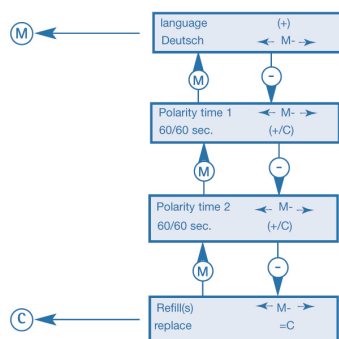 language (+)
M
Deutsch M-
M -
Polarity time 1 M-
60/60 sec. (+/C)
M -
Polarity time 2 M-
60/60 sec. (+/C)
M -
Refill(s) M-
C
replace =C